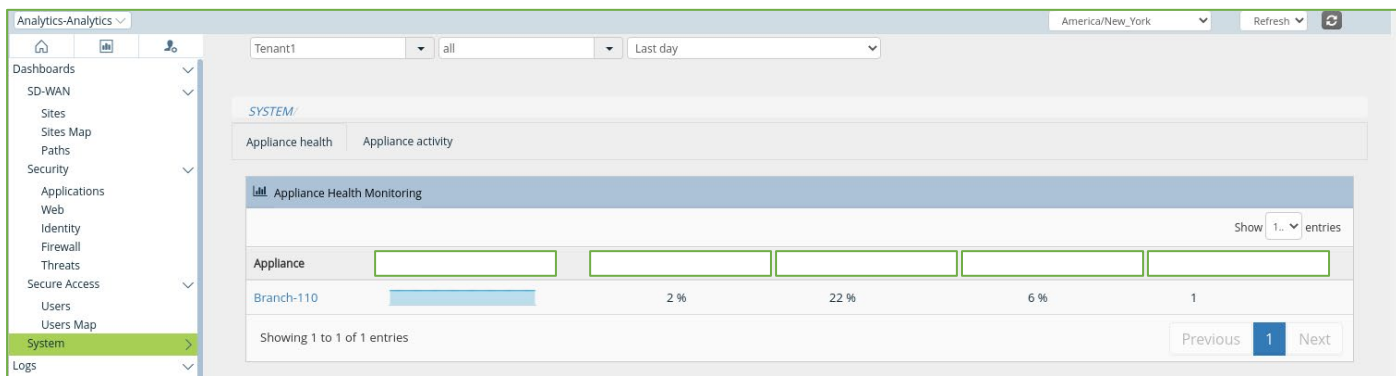 Analytics-Analytics
America/New_York
Refresh
Tenant1
all
Last day
Dashboards
SD-WAN
Sites
Sites Map
Paths
Security
Applications
Web
Identity
Firewall
Threats
Secure Access
Users
Users Map
System
Logs
SYSTEM/
Appliance health
Appliance activity
Appliance Health Monitoring
Show 1.. entries
Appliance
Branch-110 2 % 22 % 6 % 1
Showing 1 to 1 of 1 entries
Previous 1 Next